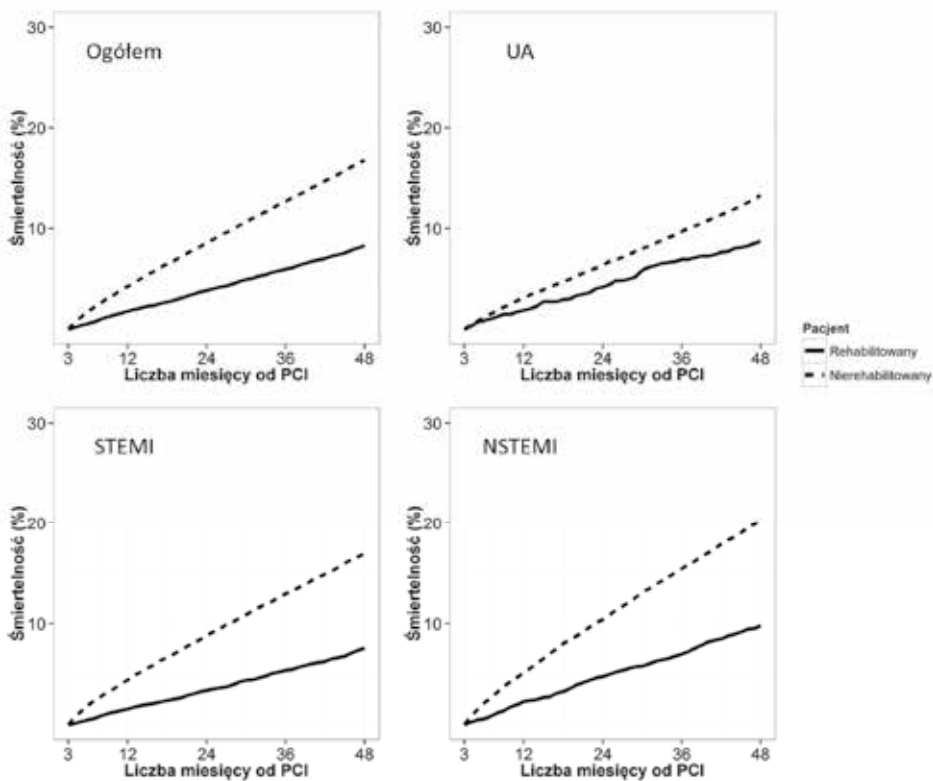 Ogółem
Śmiertelność (%)
30
20
10
3
12
24
36
48
Liczba miesięcy od PCI
UA
Śmiertelność (%)
30
20
10
3
12
24
36
48
Liczba miesięcy od PCI
Pacjent
Rehabilitowany
Nierehabilitowany
STEMI
Śmiertelność (%)
30
20
10
3
12
24
36
48
Liczba miesięcy od PCI
NSTEMI
Śmiertelność (%)
30
20
10
3
12
24
36
48
Liczba miesięcy od PCI